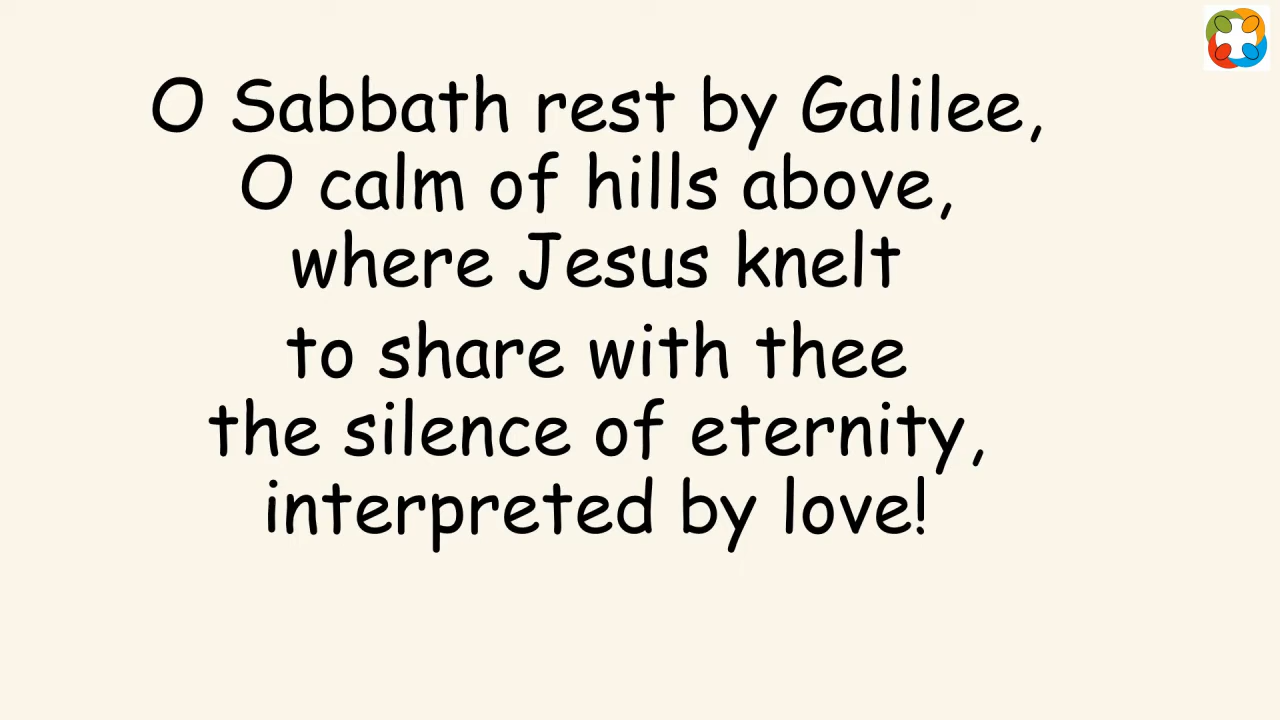 O Sabbath rest by Galilee,
O calm of hills above,
where Jesus knelt
to share with thee
the silence of eternity,
interpreted by love!